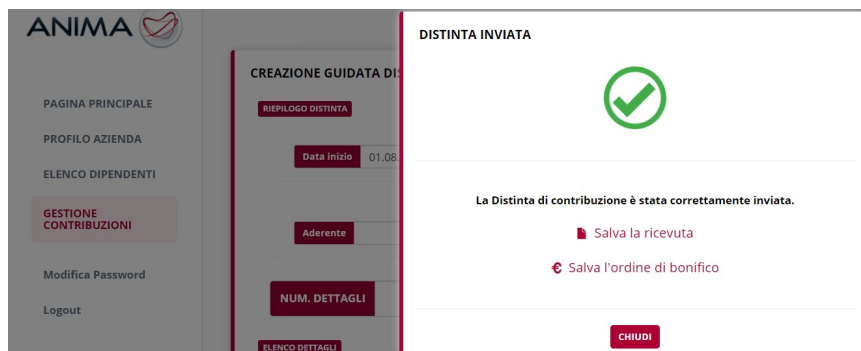 ANIMA
PAGINA PRINCIPALE
PROFILO AZIENDA
ELENCO DIPENDENTI
GESTIONE
CONTRIBUZIONI
Modifica Password
Logout
CREAZIONE GUIDATA
RIEPILOGO DISTINTA
Data inizio 01.08.
Aderente
NUM. DETTAGLI
ELENCO DETTAGLI
DISTINTA INVIATA
La Distinta di contribuzione è stata correttamente inviata.
Salva la ricevuta
€ Salva l'ordine di bonifico
CHIUDI